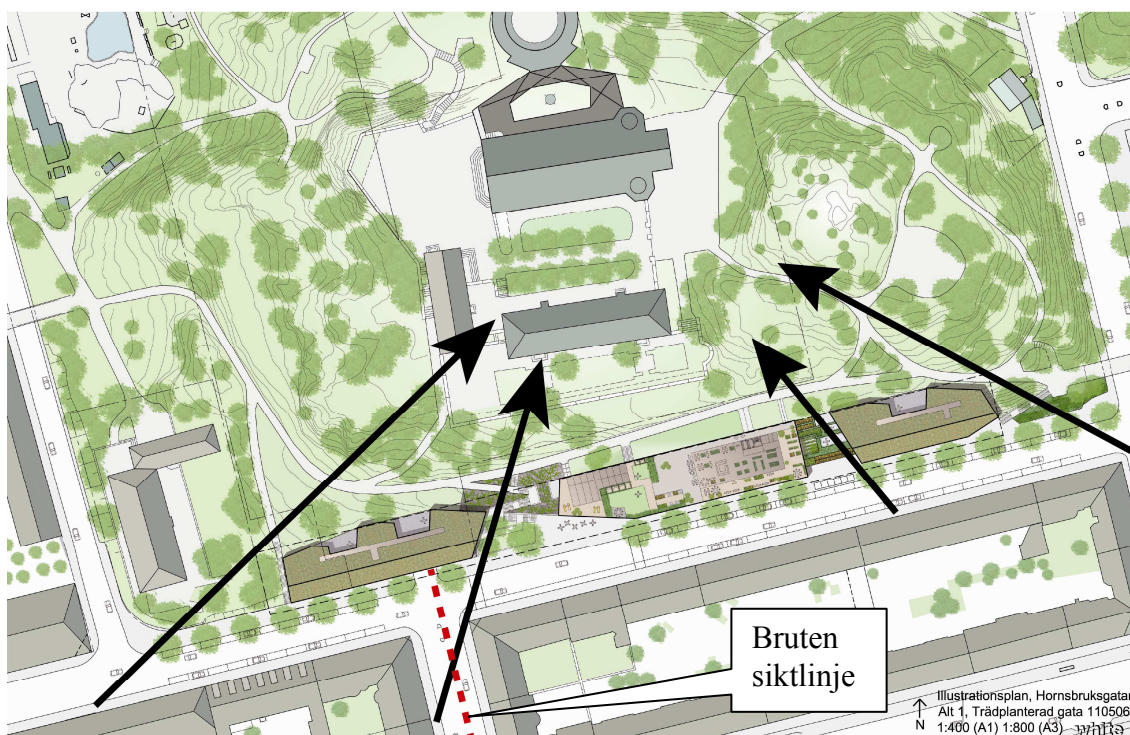 Bruten
siktlinje
Illustrationsplan, Hornsbruksgatan
Alt 1, Trädplanterad gata 110506
N 1:400 (A1) 1:800 (A3)